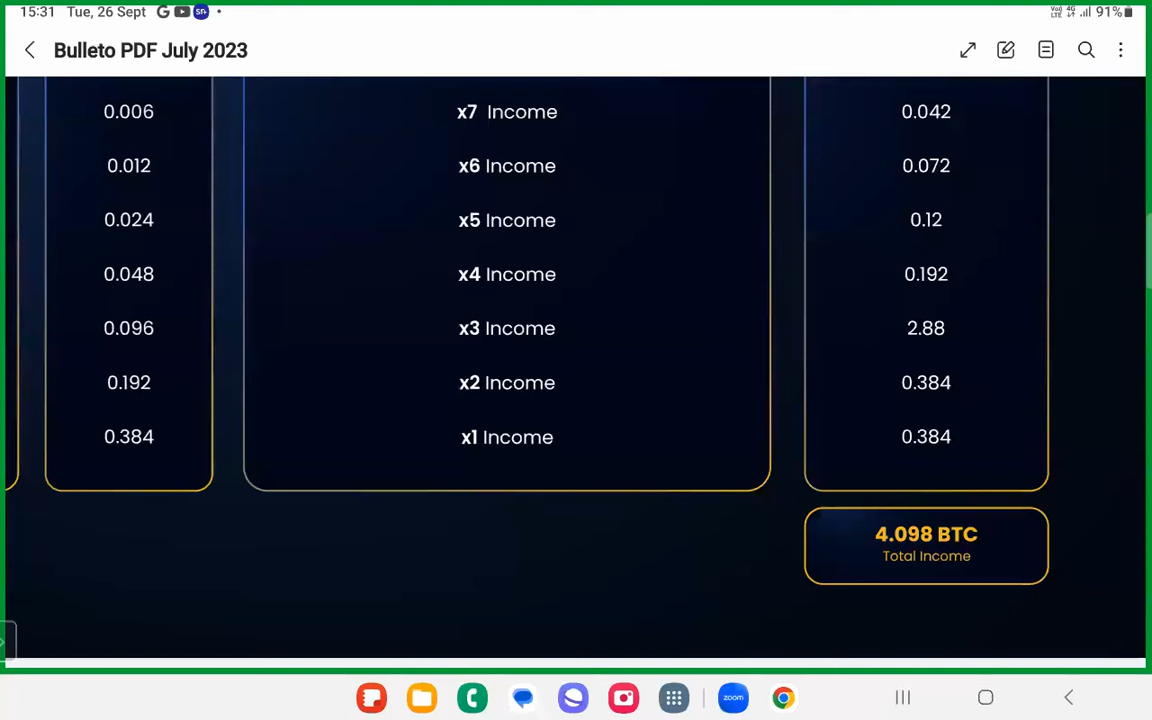 15:31 Tue, 26 Sept
91%
Bulleto PDF July 2023
0.006 x7 Income 0.042
0.012 x6 Income 0.072
0.024 x5 Income 0.12
0.048 x4 Income 0.192
0.096 x3 Income 2.88
0.192 x2 Income 0.384
0.384 x1 Income 0.384
4.098 BTC
Total Income
zoom